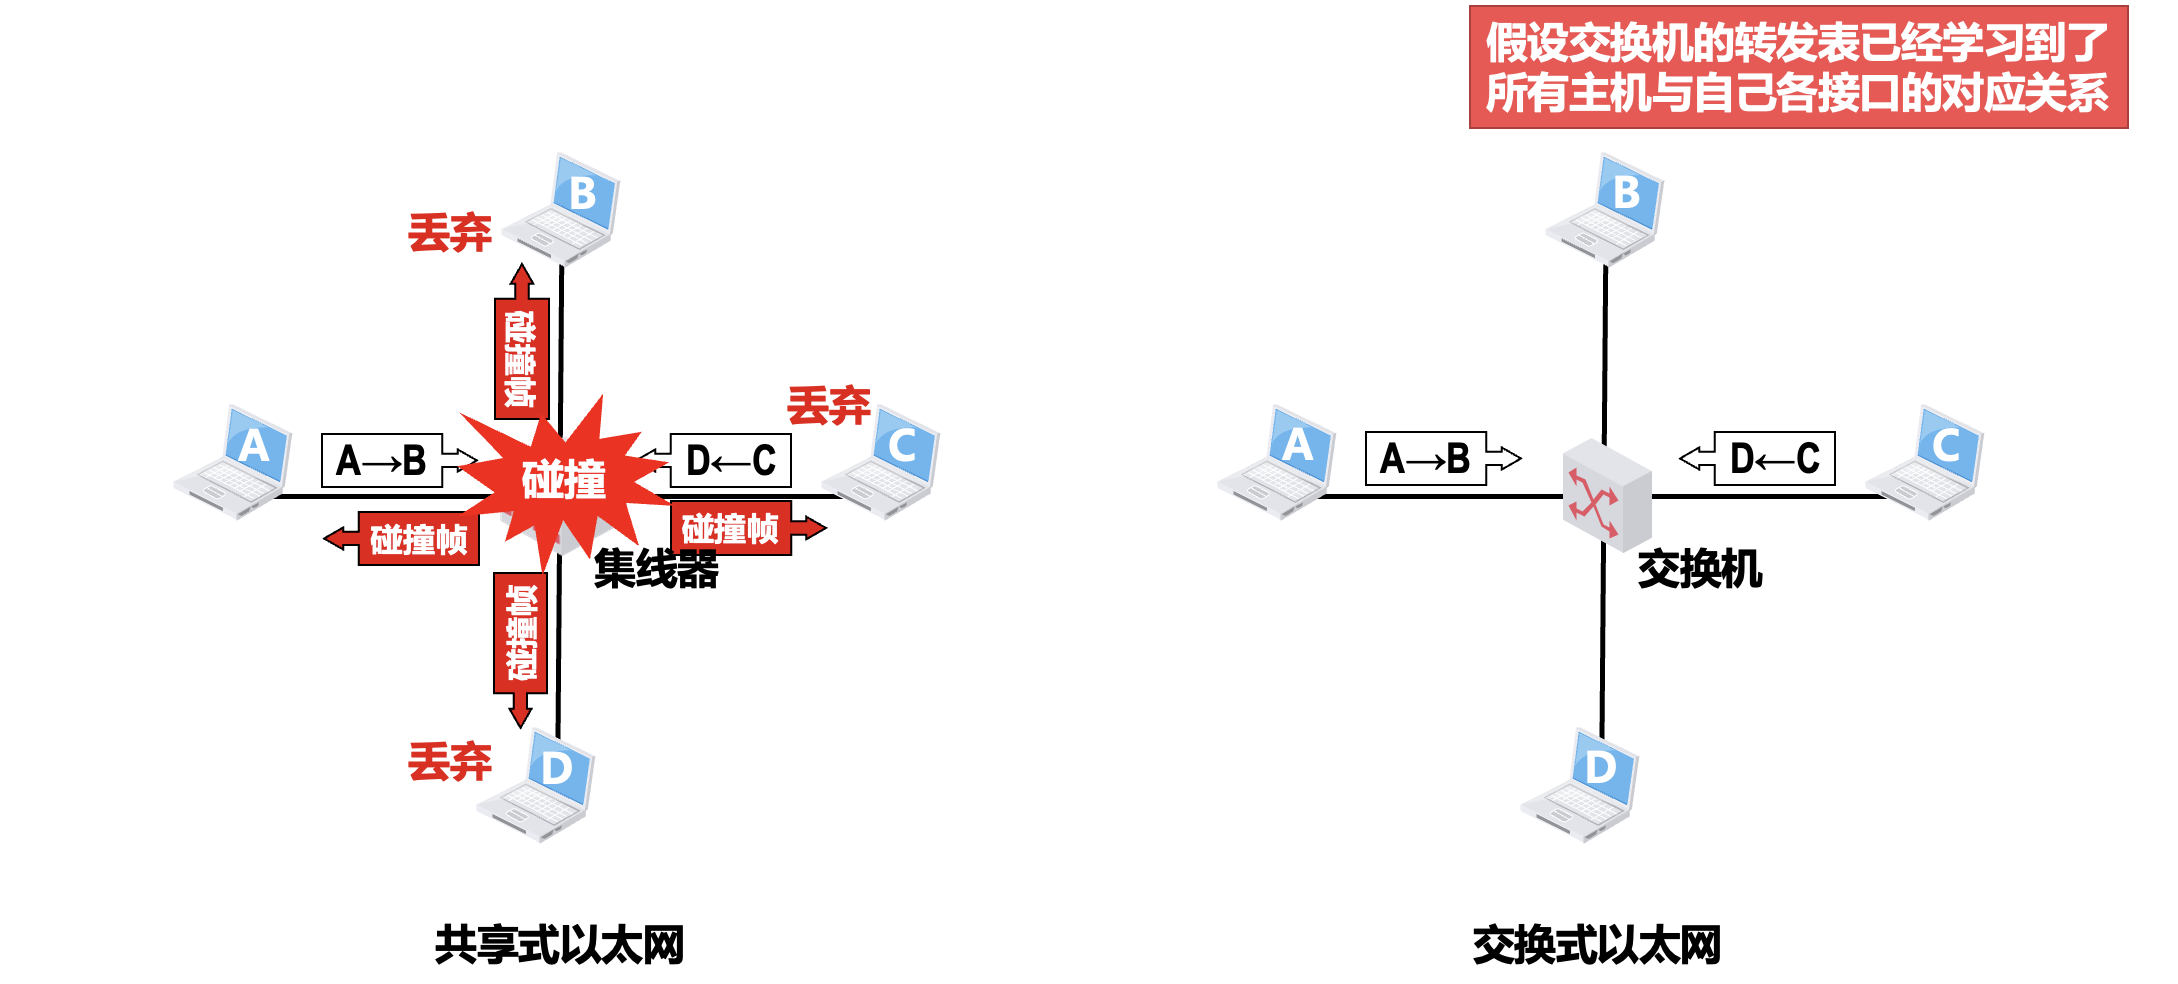 假设交换机的转发表已经学习到了
所有主机与自己各接口的对应关系
B
丢弃
碰撞帧
丢弃
A
A→B
碰撞
D←C
C
碰撞帧
碰撞帧
集线器
碰撞帧
丢弃
D
共享式以太网
B
A
A→B
D←C
C
交换机
D
交换式以太网